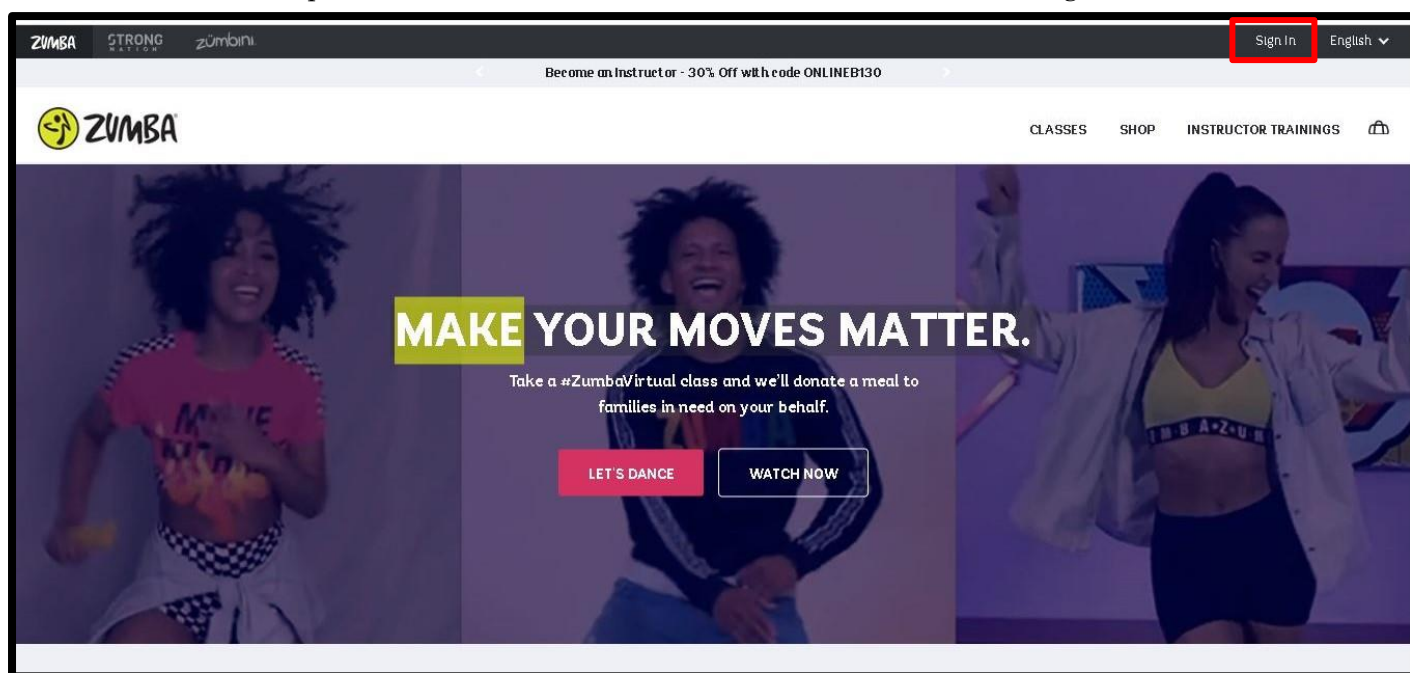 ZUMBA STRONG NATION zümbini. Sign In English
Become an Instructor - 30% Off with code ONLINEB130
ZUMBA CLASSES SHOP INSTRUCTOR TRAININGS
MAKE YOUR MOVES MATTER.
Take a #ZumbaVirtual class and we'll donate a meal to
families in need on your behalf.
LET'S DANCE WATCH NOW